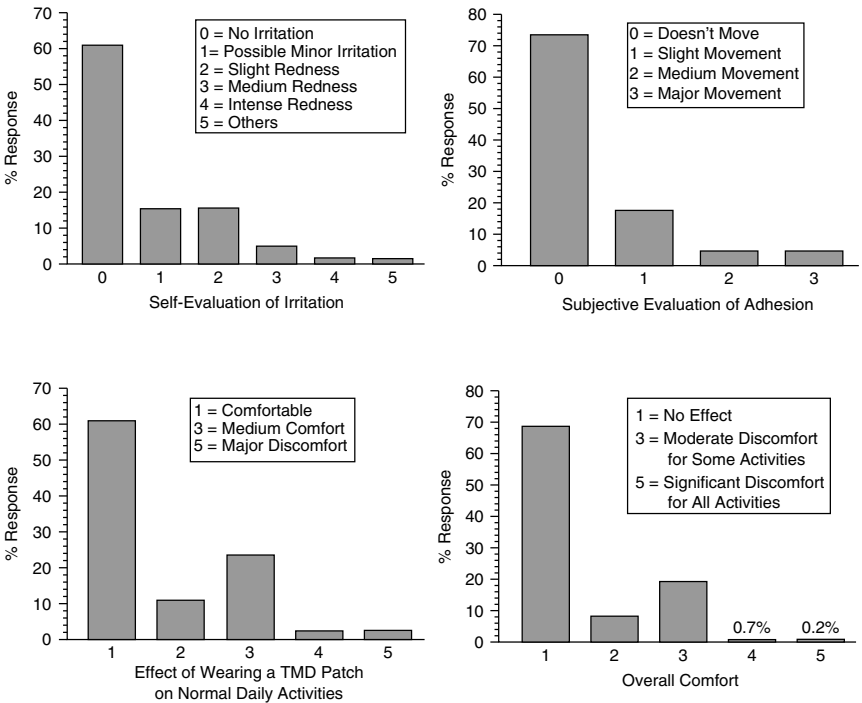 70
60
50
40
30
20
10
0
% Response
0 = No Irritation
1= Possible Minor Irritation
2 = Slight Redness
3 = Medium Redness
4 = Intense Redness
5 = Others
0 1 2 3 4 5
Self-Evaluation of Irritation
80
70
60
50
40
30
20
10
0
% Response
0 = Doesn't Move
1 = Slight Movement
2 = Medium Movement
3 = Major Movement
0 1 2 3
Subjective Evaluation of Adhesion
70
60
50
40
30
20
10
0
% Response
1 = Comfortable
3 = Medium Comfort
5 = Major Discomfort
1 2 3 4 5
Effect of Wearing a TMD Patch
on Normal Daily Activities
80
70
60
50
40
30
20
10
0
% Response
1 = No Effect
3 = Moderate Discomfort
for Some Activities
5 = Significant Discomfort
for All Activities
0.7% 0.2%
1 2 3 4 5
Overall Comfort